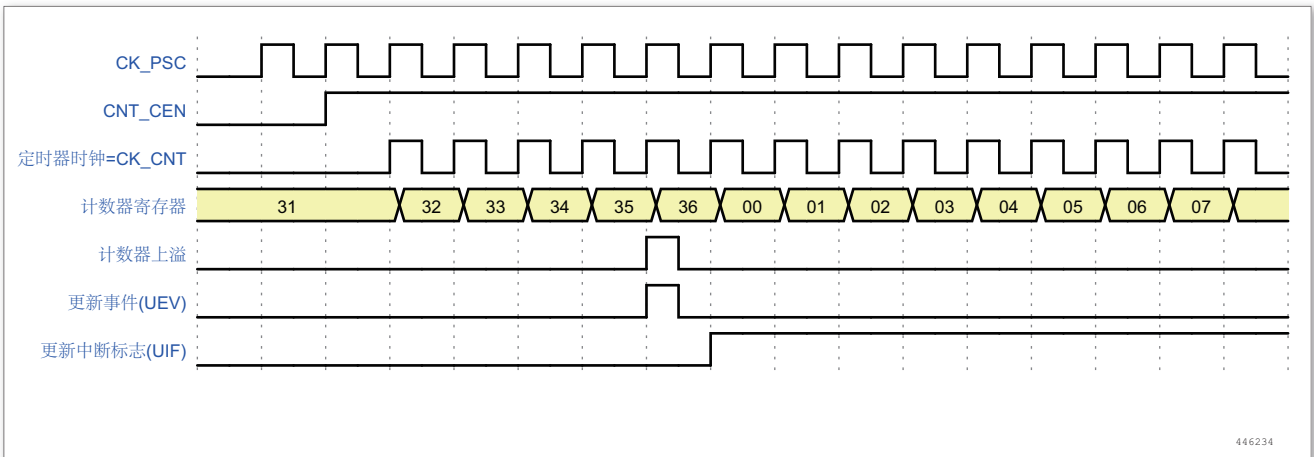 CK_PSC
CNT_CEN
定时器时钟=CK_CNT
计数器寄存器 31 32 33 34 35 36 00 01 02 03 04 05 06 07
计数器上溢
更新事件(UEV)
更新中断标志(UIF)
446234